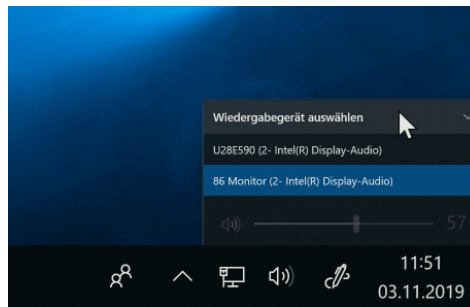 Wiedergabegerät auswählen
U28E590 (2- Intel(R) Display-Audio)
86 Monitor (2- Intel(R) Display-Audio)
57
11:51
03.11.2019